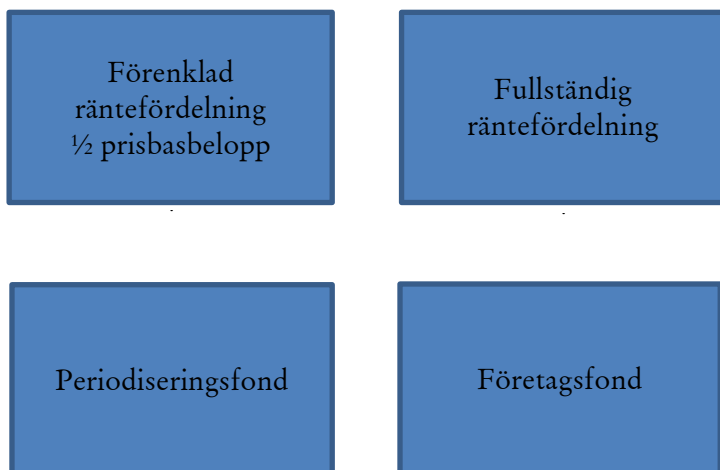 Förenklad
räntefördelning
½ prisbasbelopp
Fullständig
räntefördelning
Periodiseringsfond
Företagsfond